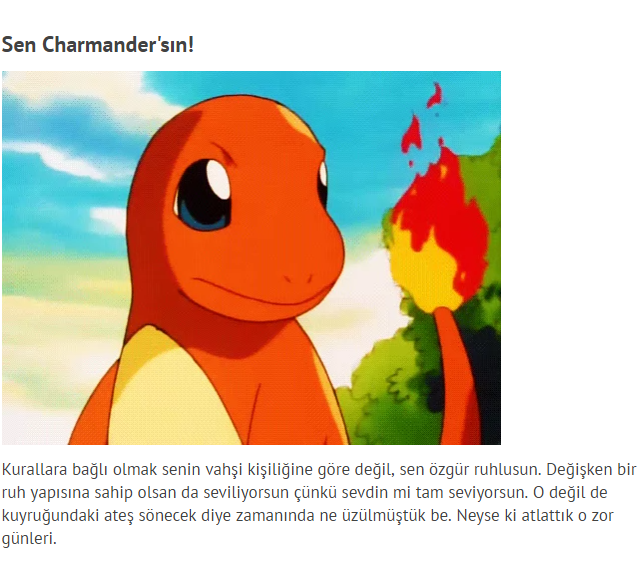 Sen Charmander'sın!
Kurallara bağlı olmak senin vahşi kişiliğine göre değil, sen özgür ruhlusun. Değişken bir
ruh yapısına sahip olsan da seviliyorsun çünkü sevdin mi tam seviyorsun. O değil de
kuyruğundaki ateş sönecek diye zamanında ne üzülmüştük be. Neyse ki atlattık o zor
günleri.